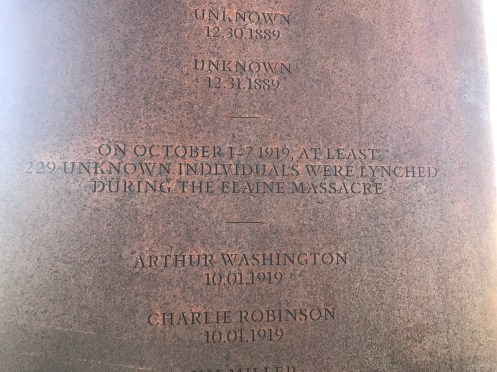 UNKNOWN
12.30.1889
UNKNOWN
12.31.1889
ON OCTOBER 1-7 1919, AT LEAST
229 UNKNOWN INDIVIDUALS WERE LYNCHED
DURING THE ELAINE MASSACRE
ARTHUR WASHINGTON
10.01.1919
CHARLIE ROBINSON
10.01.1919
MILLER